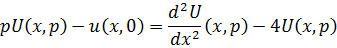 pU(x,p) − u(x,0) = d²U/dx² (x,p) − 4U(x,p)